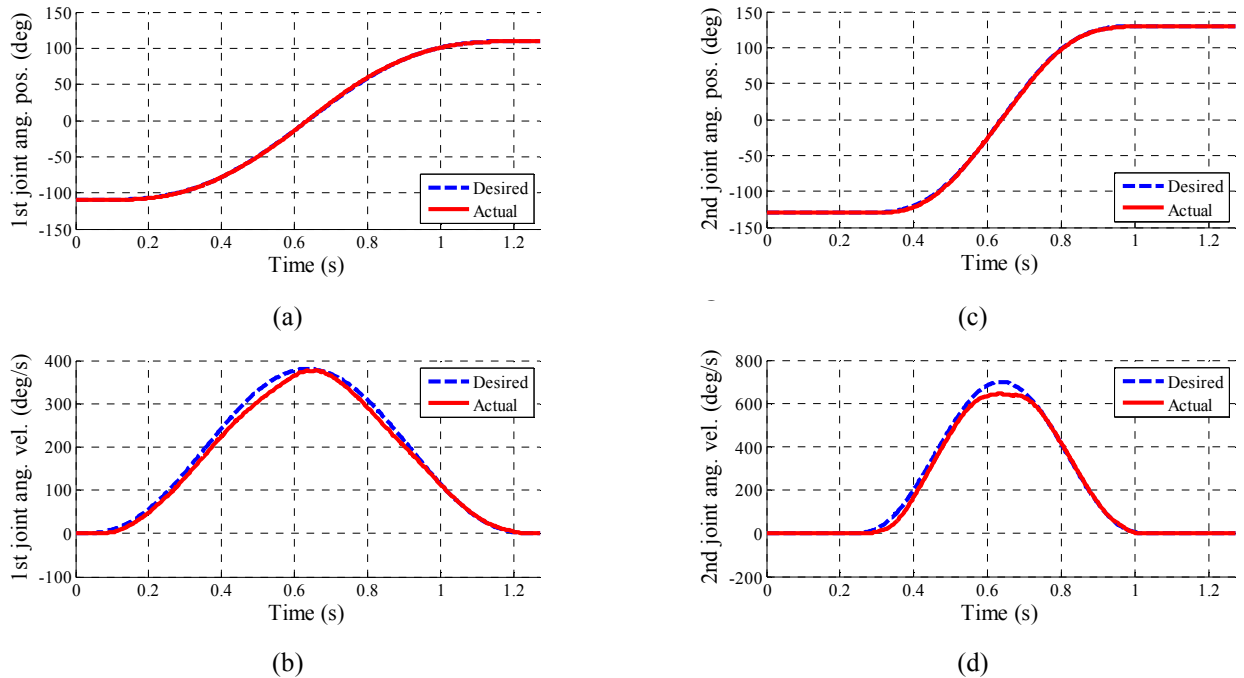 1st joint ang. pos. (deg)
150
100
50
0
-50
-100
-150
0 0.2 0.4 0.6 0.8 1 1.2
Time (s)
Desired
Actual
(a)
2nd joint ang. pos. (deg)
150
100
50
0
-50
-100
-150
0 0.2 0.4 0.6 0.8 1 1.2
Time (s)
Desired
Actual
(c)
1st joint ang. vel. (deg/s)
400
300
200
100
0
-100
0 0.2 0.4 0.6 0.8 1 1.2
Time (s)
Desired
Actual
(b)
2nd joint ang. vel. (deg/s)
800
600
400
200
0
-200
0 0.2 0.4 0.6 0.8 1 1.2
Time (s)
Desired
Actual
(d)